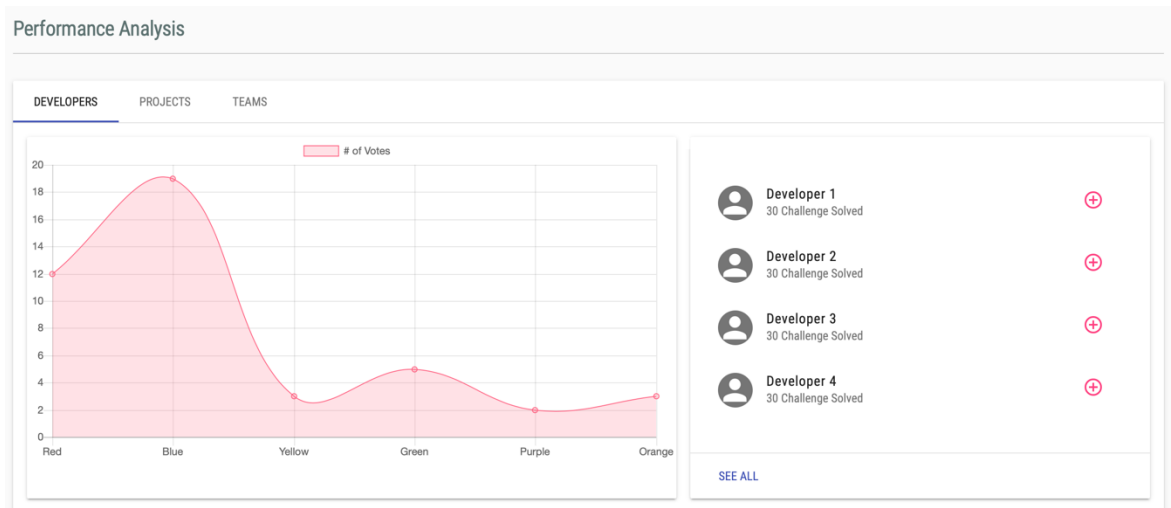 Performance Analysis
DEVELOPERS PROJECTS TEAMS
# of Votes
20
18
16
14
12
10
8
6
4
2
0
Red Blue Yellow Green Purple Orange
Developer 1
30 Challenge Solved
Developer 2
30 Challenge Solved
Developer 3
30 Challenge Solved
Developer 4
30 Challenge Solved
SEE ALL